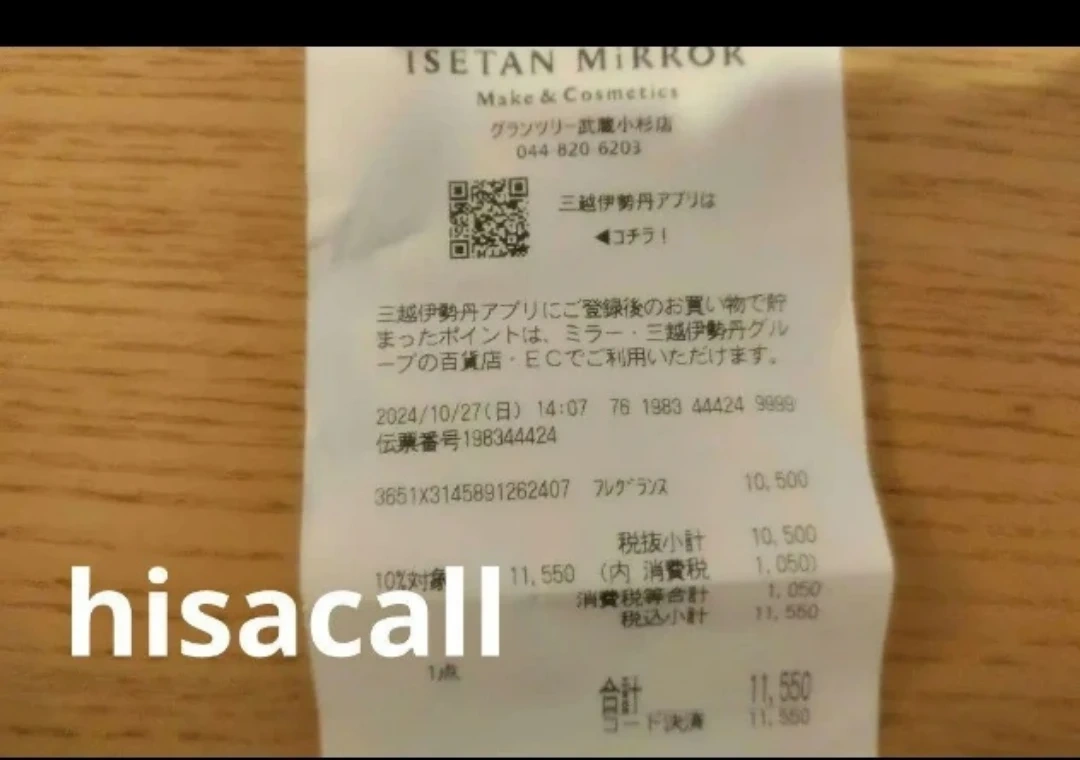 ISETAN MiRROR
Make & Cosmetics
グランツリー武蔵小杉店
044-820-6203
三越伊勢丹アプリは
◀コチラ！
三越伊勢丹アプリにご登録後のお買い物で貯
まったポイントは、ミラー・三越伊勢丹グル
ープの百貨店・ＥＣでご利用いただけます。
2024/10/27(日) 14:07 76 1983 44424 9999
伝票番号198344424
3651X3145891262407 ﾌﾚｸﾞﾗﾝｽ 10,500
税抜小計 10,500
10%対象 11,550 (内 消費税 1,050)
消費税等合計 1,050
税込小計 11,550
hisacall
1点
合計 11,550
コード決済 11,550